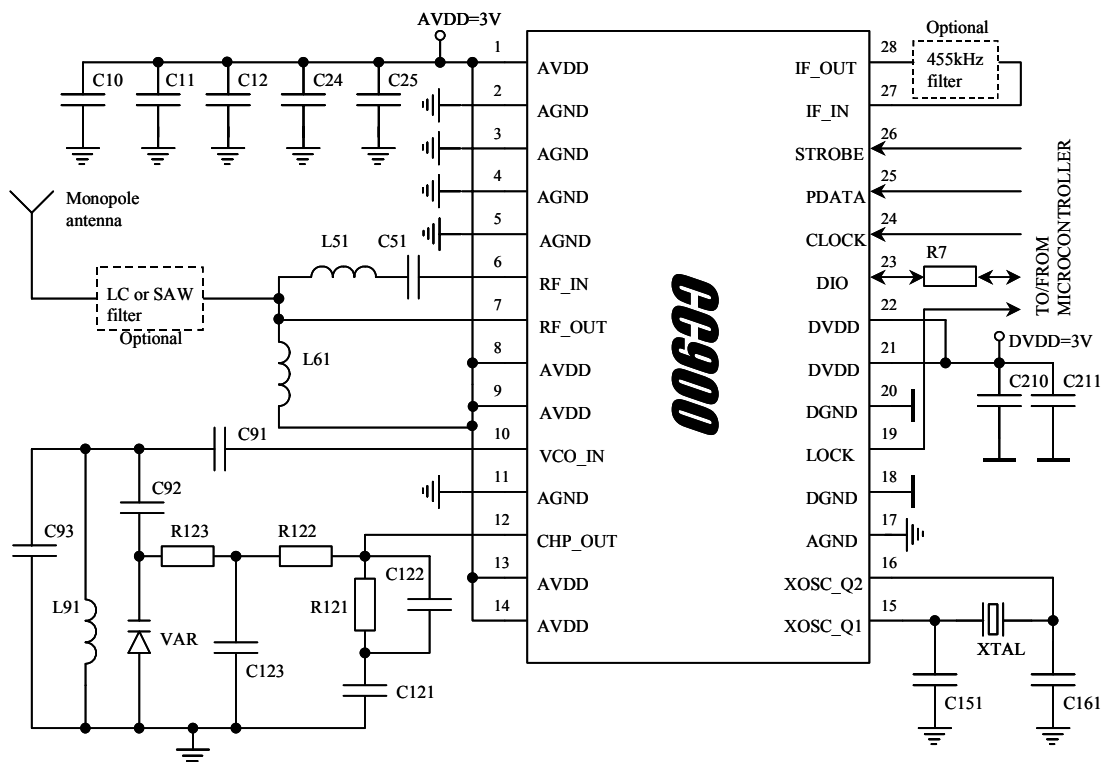 AVDD=3V
C10
C11
C12
C24
C25
Monopole
antenna
LC or SAW
filter
Optional
L51
C51
L61
C91
C92
C93
L91
R123
R122
R121
C122
VAR
C123
C121
1
AVDD
2
AGND
3
AGND
4
AGND
5
AGND
6
RF_IN
7
RF_OUT
8
AVDD
9
AVDD
10
VCO_IN
11
AGND
12
CHP_OUT
13
AVDD
14
AVDD
CC900
28
IF_OUT
27
IF_IN
26
STROBE
25
PDATA
24
CLOCK
23
DIO
22
DVDD
21
DVDD
20
DGND
19
LOCK
18
DGND
17
AGND
16
XOSC_Q2
15
XOSC_Q1
Optional
455kHz
filter
R7
TO/FROM
MICROCONTROLLER
DVDD=3V
C210
C211
XTAL
C151
C161